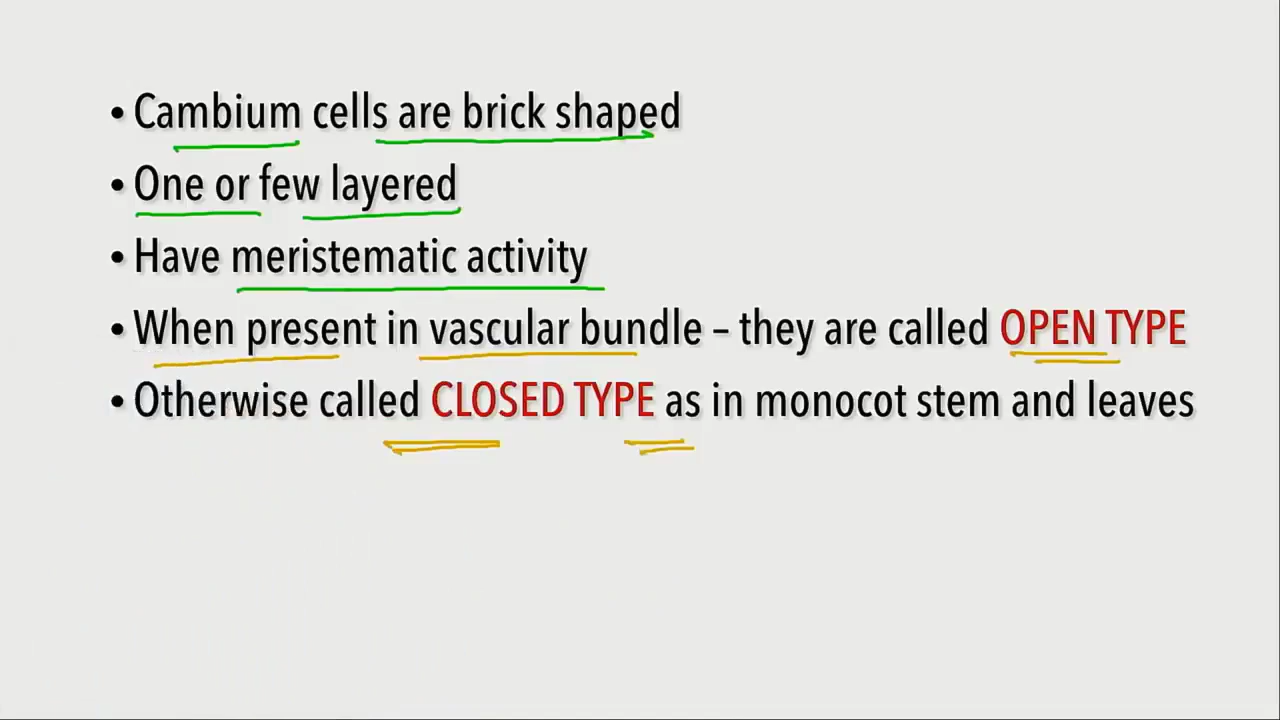 • Cambium cells are brick shaped
• One or few layered
• Have meristematic activity
• When present in vascular bundle – they are called OPEN TYPE
• Otherwise called CLOSED TYPE as in monocot stem and leaves